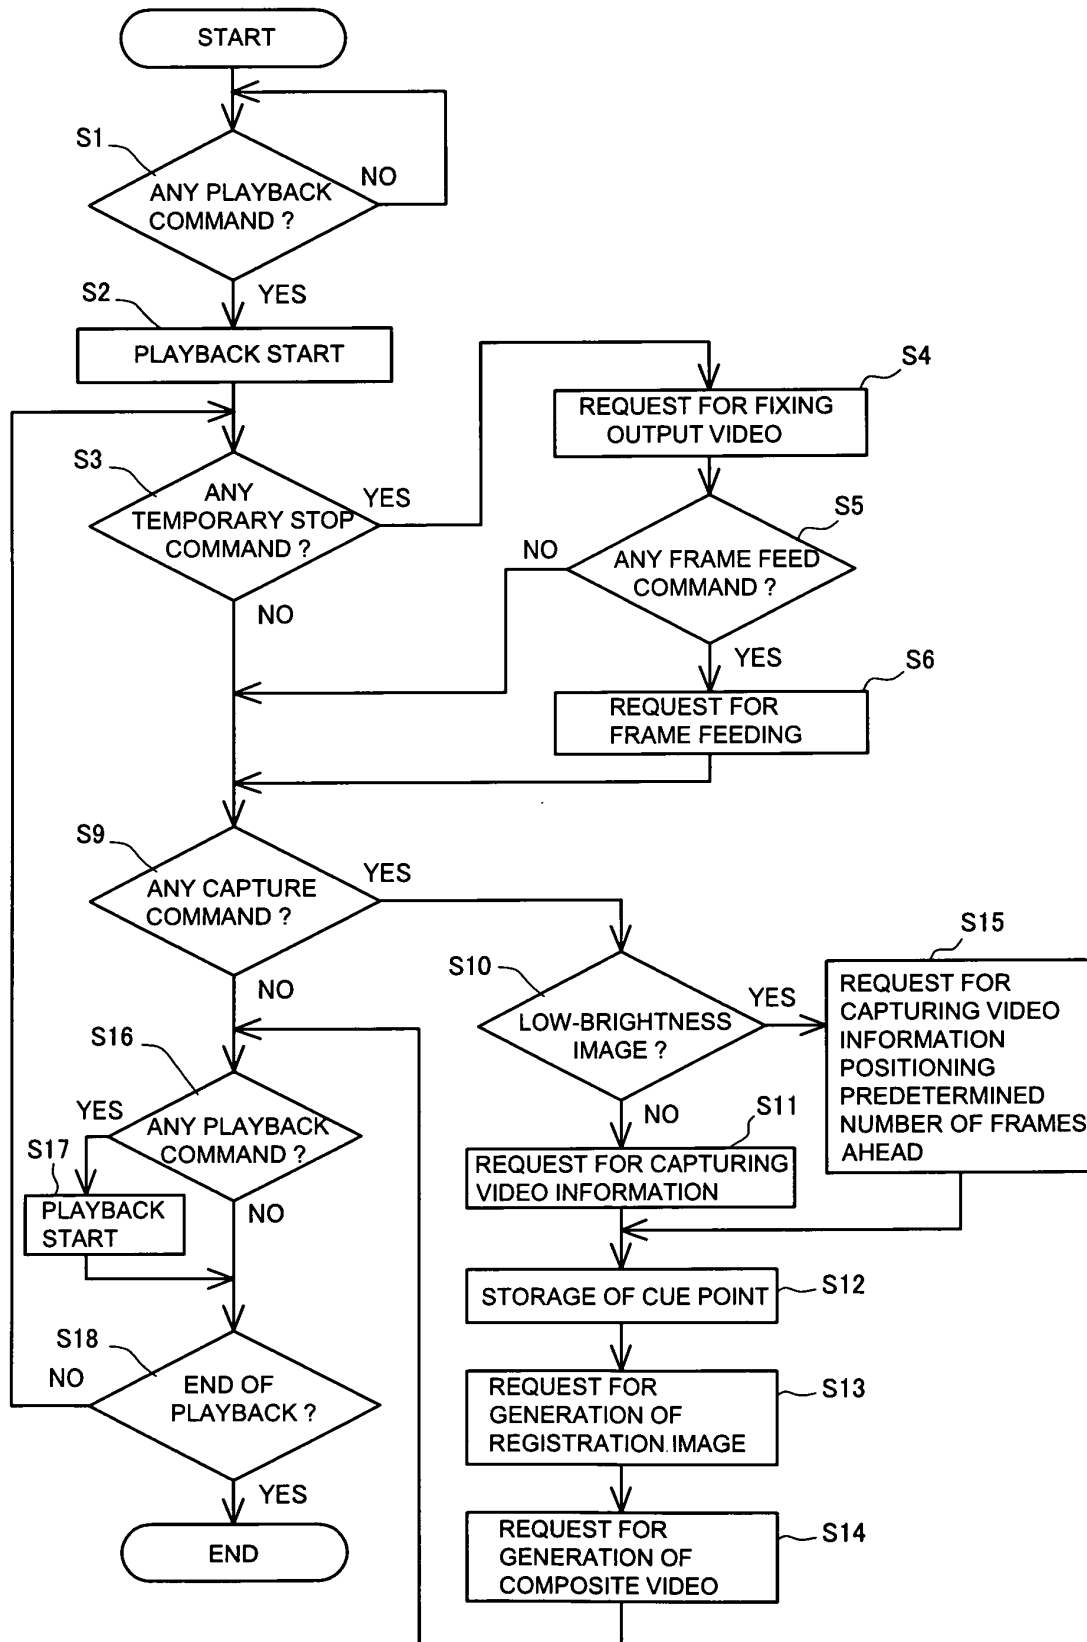 START
S1
NO
ANY PLAYBACK
COMMAND ?
YES
S2
PLAYBACK START
S4
REQUEST FOR FIXING
OUTPUT VIDEO
S3
ANY
TEMPORARY STOP
COMMAND ?
YES
NO
S5
NO
ANY FRAME FEED
COMMAND ?
YES
S6
REQUEST FOR
FRAME FEEDING
S9
YES
ANY CAPTURE
COMMAND ?
NO
S10
YES
LOW-BRIGHTNESS
IMAGE ?
NO
S15
REQUEST FOR
CAPTURING VIDEO
INFORMATION
POSITIONING
PREDETERMINED
NUMBER OF FRAMES
AHEAD
S11
REQUEST FOR CAPTURING
VIDEO INFORMATION
S16
YES
ANY PLAYBACK
COMMAND ?
NO
S17
PLAYBACK
START
STORAGE OF CUE POINT
S12
S18
NO
END OF
PLAYBACK ?
YES
REQUEST FOR
GENERATION OF
REGISTRATION IMAGE
S13
REQUEST FOR
GENERATION OF
COMPOSITE VIDEO
S14
END